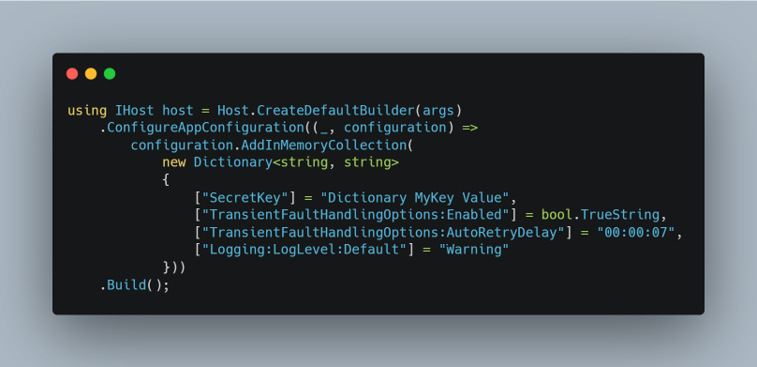 using IHost host = Host.CreateDefaultBuilder(args)
    .ConfigureAppConfiguration((_, configuration) =>
        configuration.AddInMemoryCollection(
            new Dictionary<string, string>
            {
                ["SecretKey"] = "Dictionary MyKey Value",
                ["TransientFaultHandlingOptions:Enabled"] = bool.TrueString,
                ["TransientFaultHandlingOptions:AutoRetryDelay"] = "00:00:07",
                ["Logging:LogLevel:Default"] = "Warning"
            }))
    .Build();